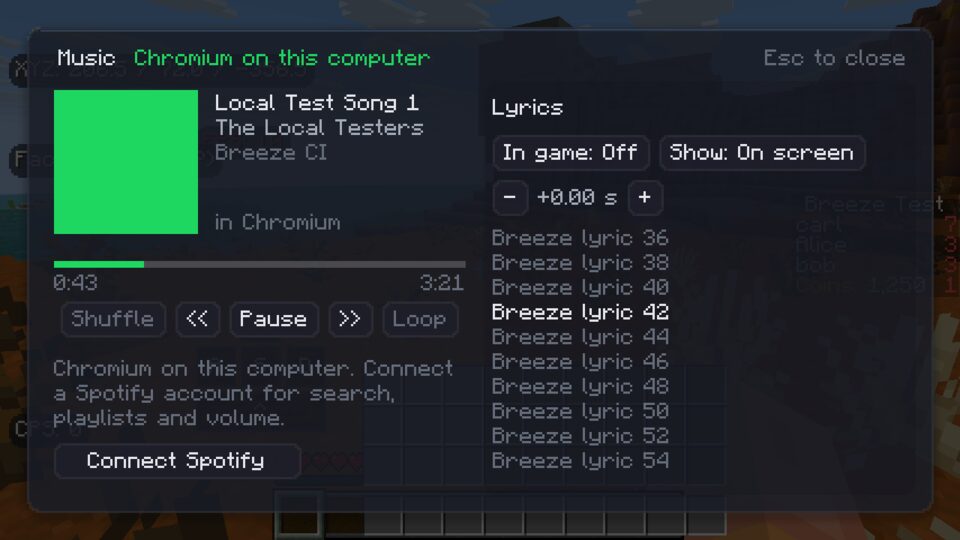 Music Chromium on this computer
Esc to close
Local Test Song 1
The Local Testers
Breeze CI
in Chromium
0:43
3:21
Shuffle << Pause >> Loop
Chromium on this computer. Connect
a Spotify account for search,
playlists and volume.
Connect Spotify
Lyrics
In game: Off Show: On screen
- +0.00 s +
Breeze lyric 36
Breeze lyric 38
Breeze lyric 40
Breeze lyric 42
Breeze lyric 44
Breeze lyric 46
Breeze lyric 48
Breeze lyric 50
Breeze lyric 52
Breeze lyric 54
Breeze Test
carl 7
Alice 3
bob
Coins: 1,250 1